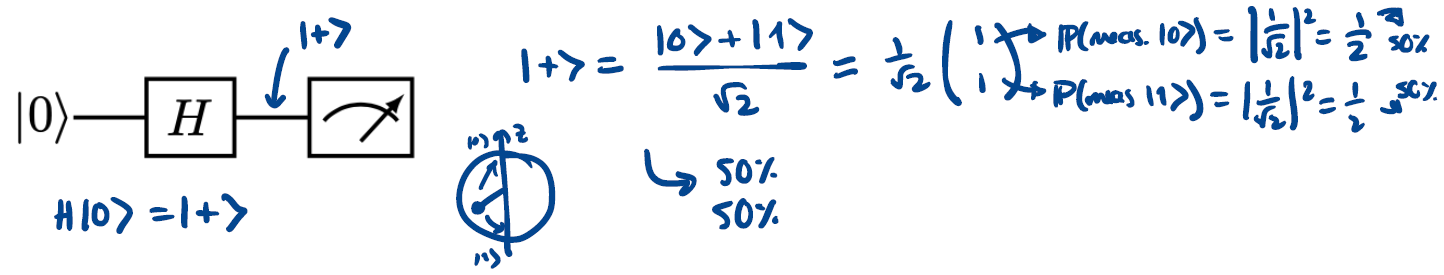 |+>
|0⟩ H
H|0> = |+>
|+> = |0> + |1> / √2 = 1/√2 ( 1 1 )
P(meas. |0>) = |1/√2|² = 1/2 → 50%
P(meas |1>) = |1/√2|² = 1/2 → 50%
|0> z
|1>
↳ 50%
50%